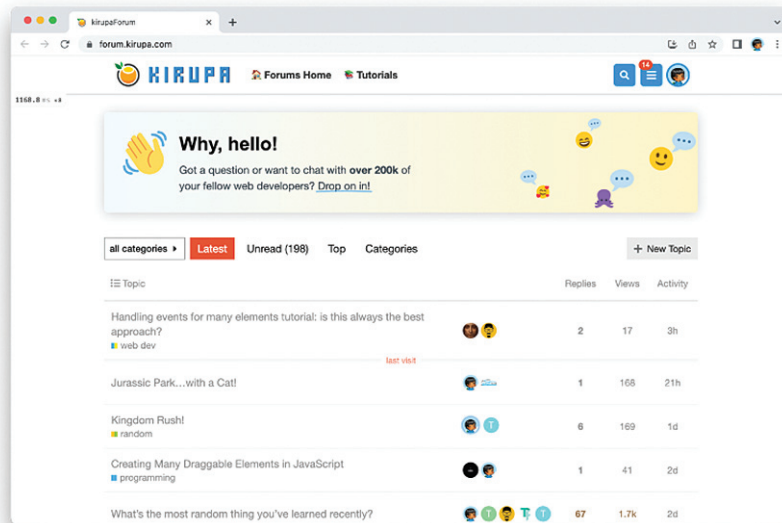 kirupaForum
forum.kirupa.com
KIRUPA Forums Home Tutorials 14
Why, hello!
Got a question or want to chat with over 200k of
your fellow web developers? Drop on in!
all categories Latest Unread (198) Top Categories + New Topic
Topic Replies Views Activity
Handling events for many elements tutorial: is this always the best
approach? 2 17 3h
web dev
last visit
Jurassic Park...with a Cat! 1 168 21h
Kingdom Rush! T 6 169 1d
random
Creating Many Draggable Elements in JavaScript 1 41 2d
programming
What's the most random thing you've learned recently? T T T 67 1.7k 2d